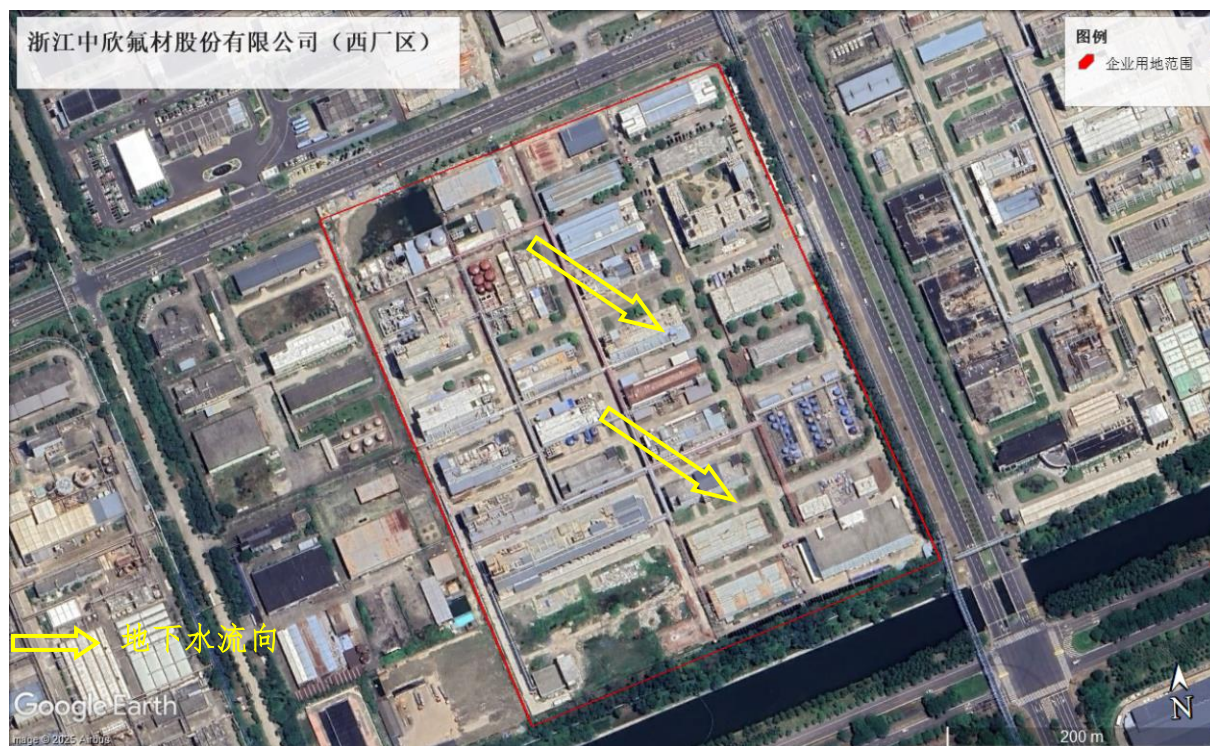 浙江中欣氟材股份有限公司（西厂区）
图例
企业用地范围
地下水流向
Google Earth
Image © 2025 Airbus
N
200 m